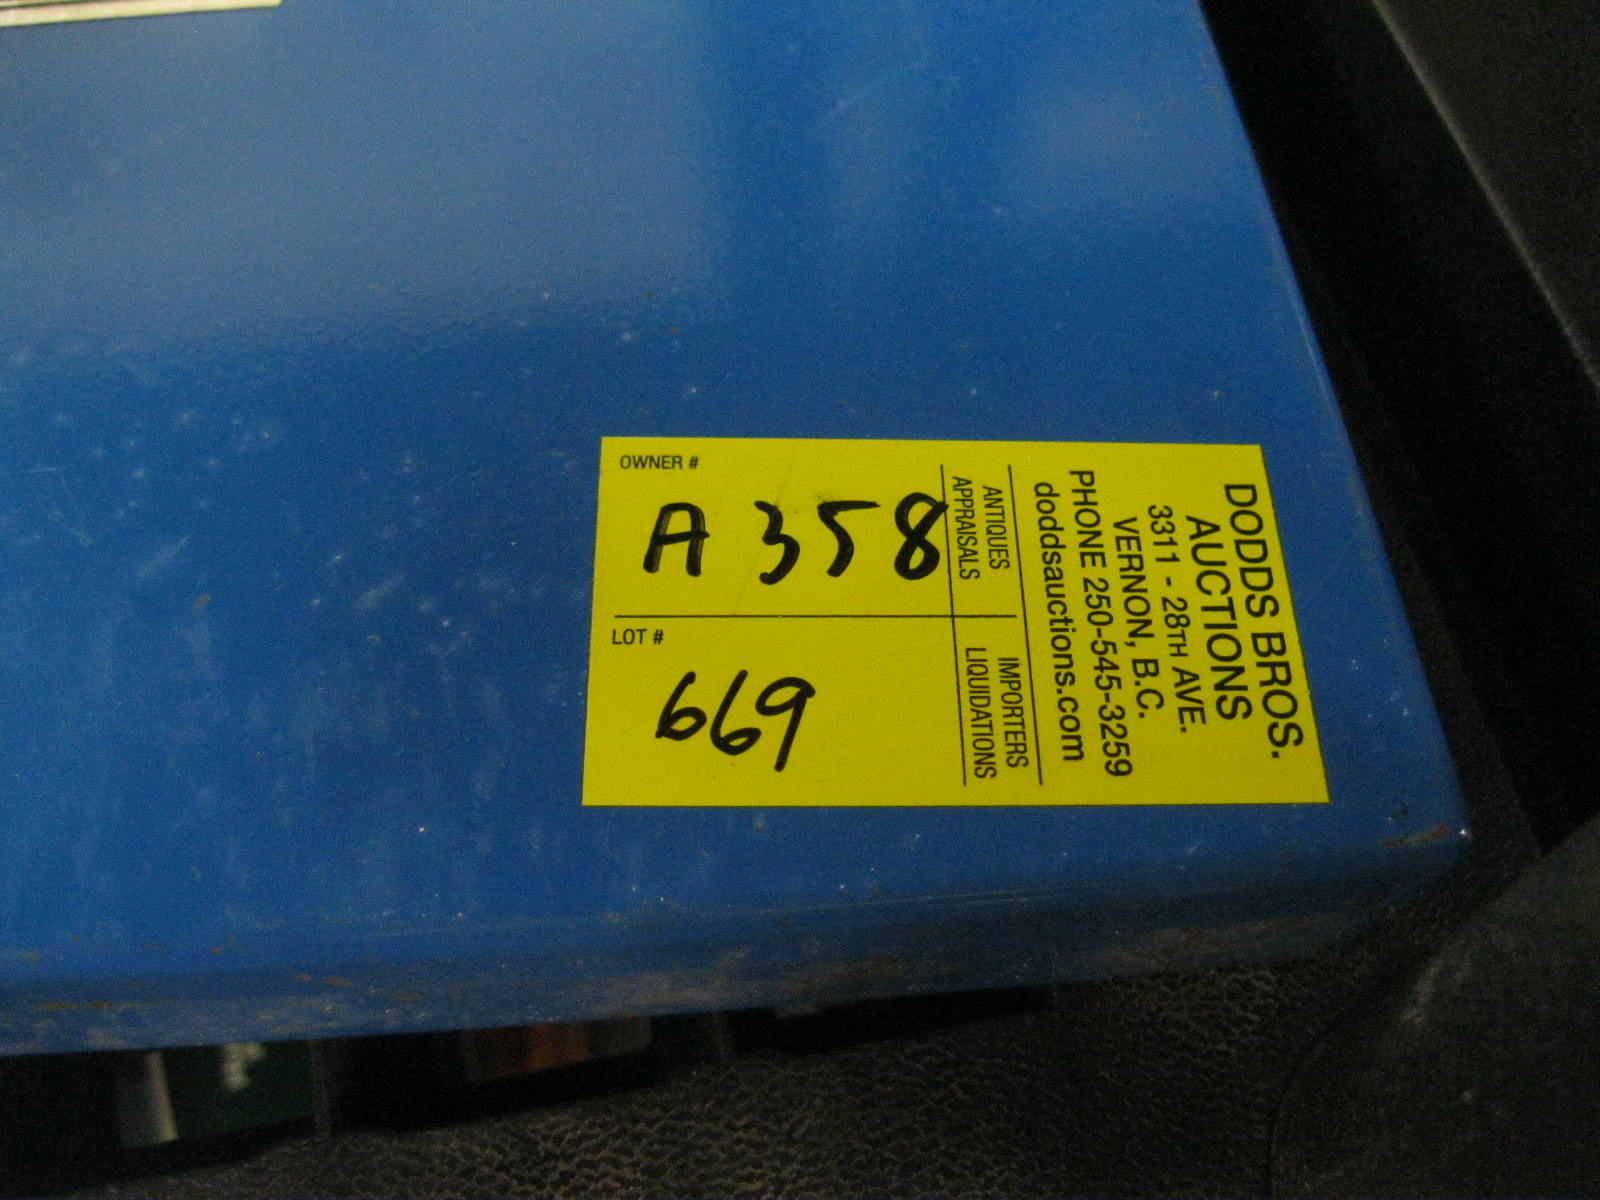 OWNER #
A 358
LOT #
669
ANTIQUES
APPRAISALS
IMPORTERS
LIQUIDATIONS
DODDS BROS.
AUCTIONS
3311 - 28TH AVE.
VERNON, B.C.
PHONE 250-545-3259
doddsauctions.com